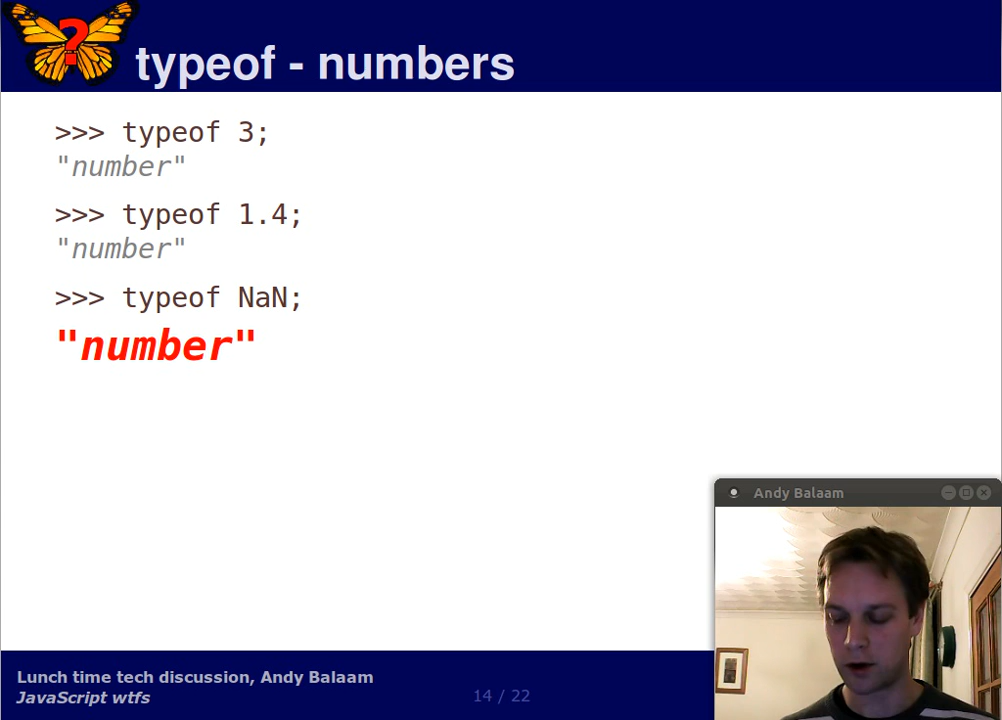 ?
typeof - numbers
>>> typeof 3;
"number"
>>> typeof 1.4;
"number"
>>> typeof NaN;
"number"
Andy Balaam
Lunch time tech discussion, Andy Balaam
JavaScript wtfs
14 / 22